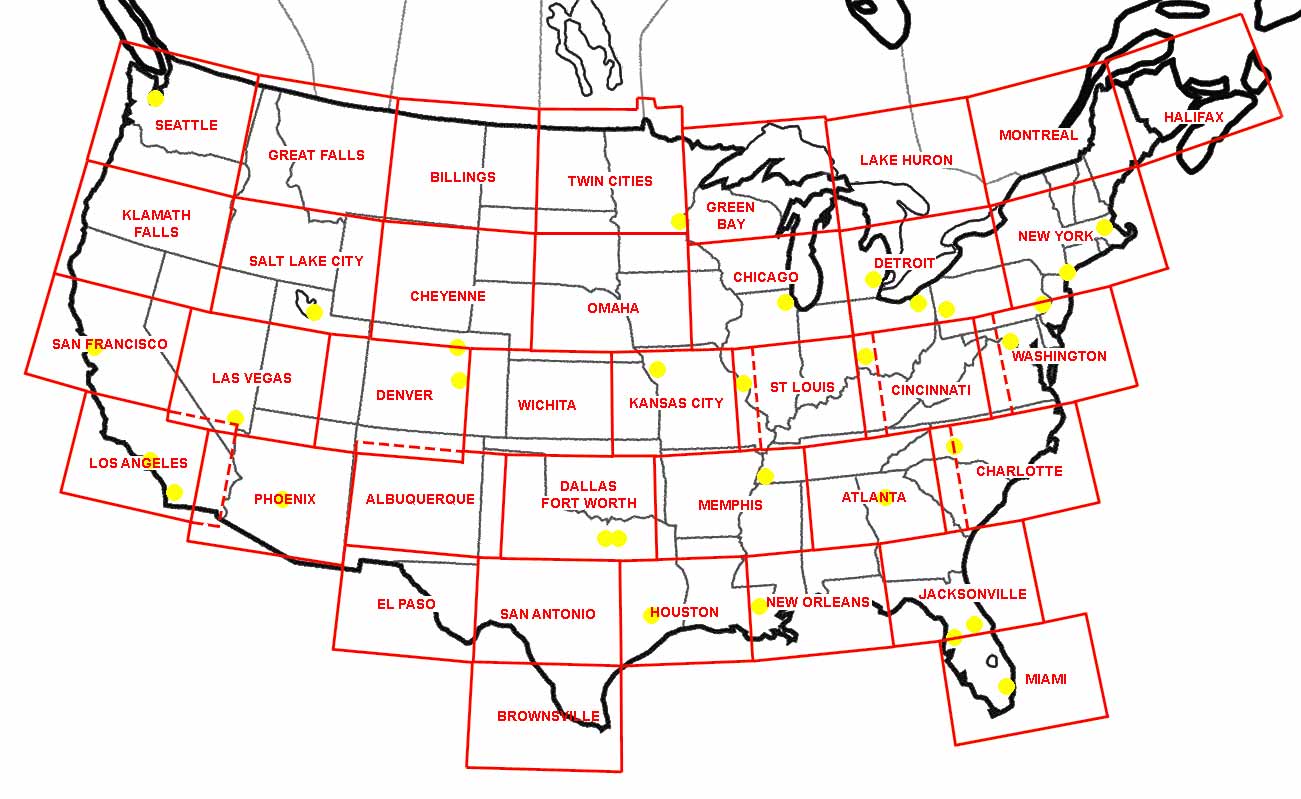 SEATTLE
GREAT FALLS
BILLINGS
TWIN CITIES
GREEN
BAY
LAKE HURON
MONTREAL
HALIFAX
KLAMATH
FALLS
SALT LAKE CITY
CHEYENNE
OMAHA
CHICAGO
DETROIT
NEW YORK
SAN FRANCISCO
LAS VEGAS
DENVER
WICHITA
KANSAS CITY
ST LOUIS
CINCINNATI
WASHINGTON
LOS ANGELES
PHOENIX
ALBUQUERQUE
DALLAS
FORT WORTH
MEMPHIS
ATLANTA
CHARLOTTE
EL PASO
SAN ANTONIO
HOUSTON
NEW ORLEANS
JACKSONVILLE
BROWNSVILLE
MIAMI